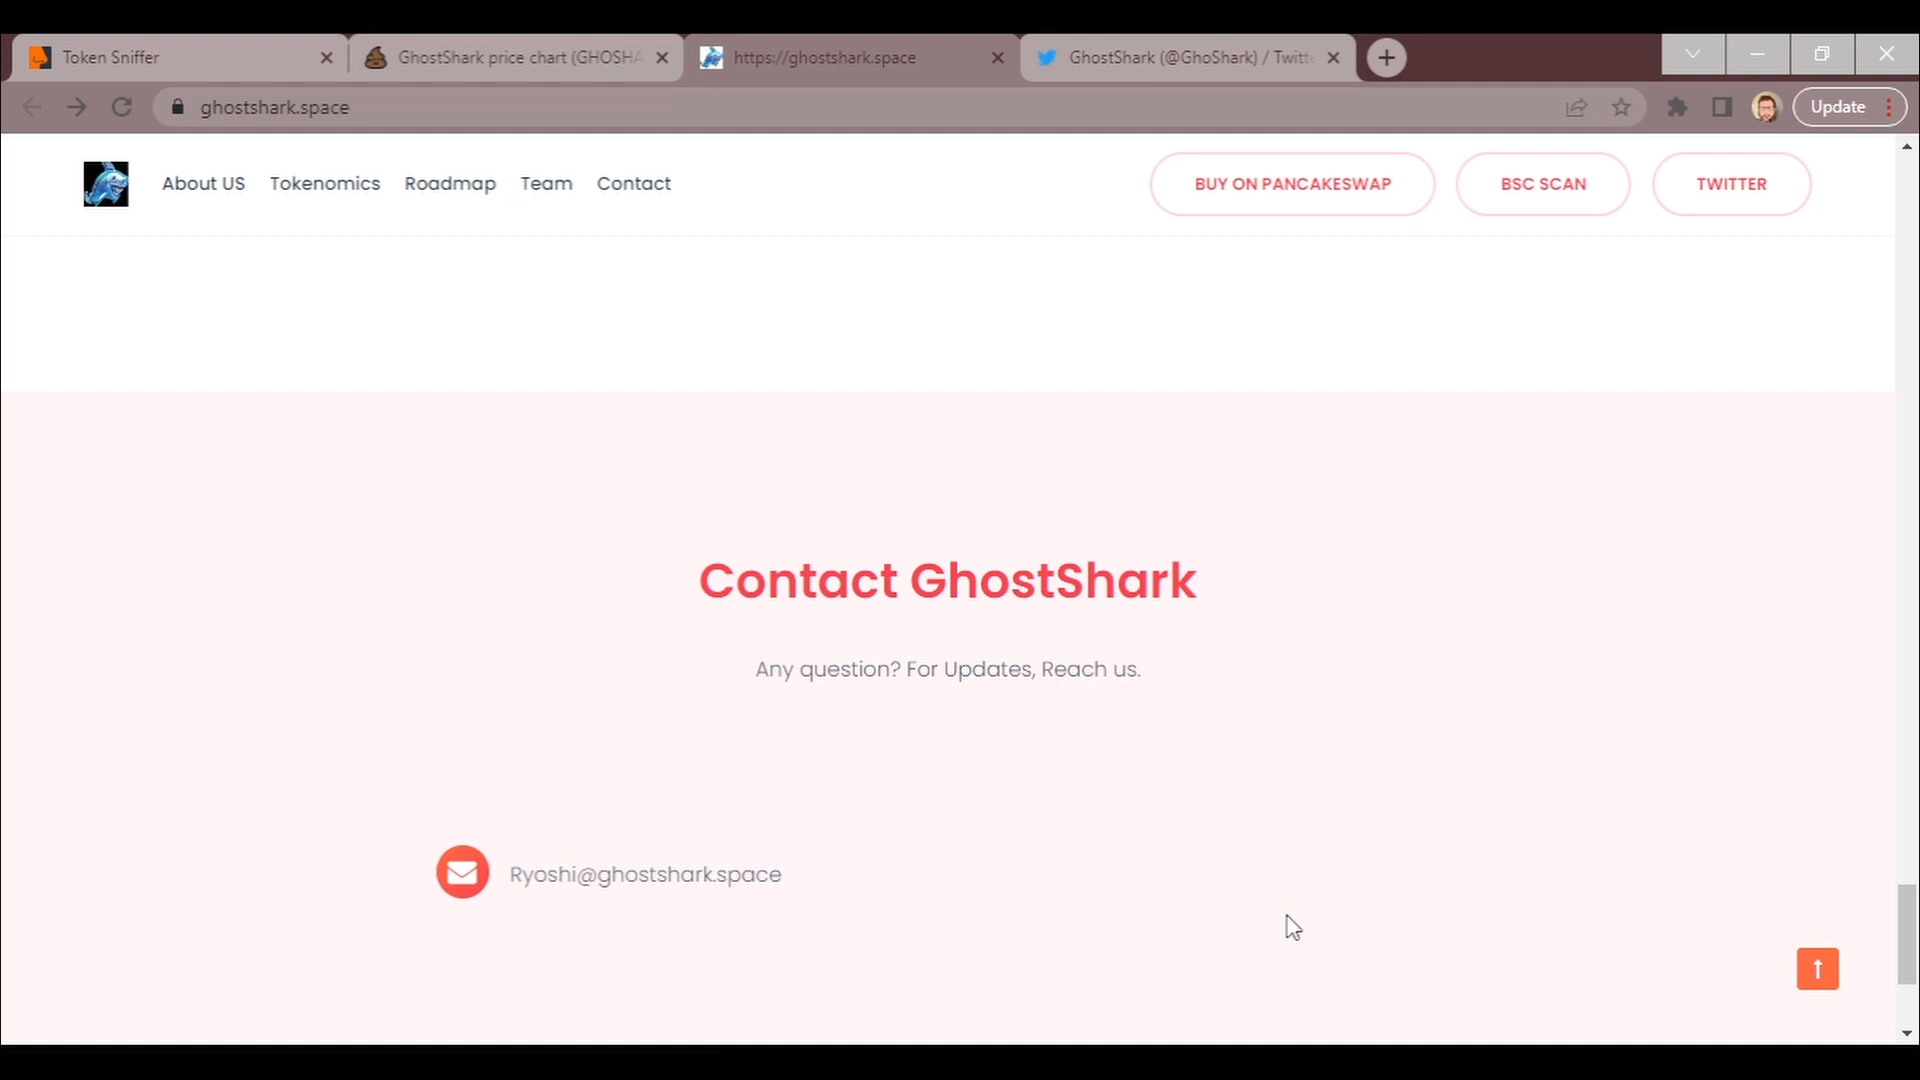 Token Sniffer
GhostShark price chart (GHOSHA
https://ghostshark.space
GhostShark (@GhoShark) / Twitte
ghostshark.space
Update
About US
Tokenomics
Roadmap
Team
Contact
BUY ON PANCAKESWAP
BSC SCAN
TWITTER
Contact GhostShark
Any question? For Updates, Reach us.
Ryoshi@ghostshark.space